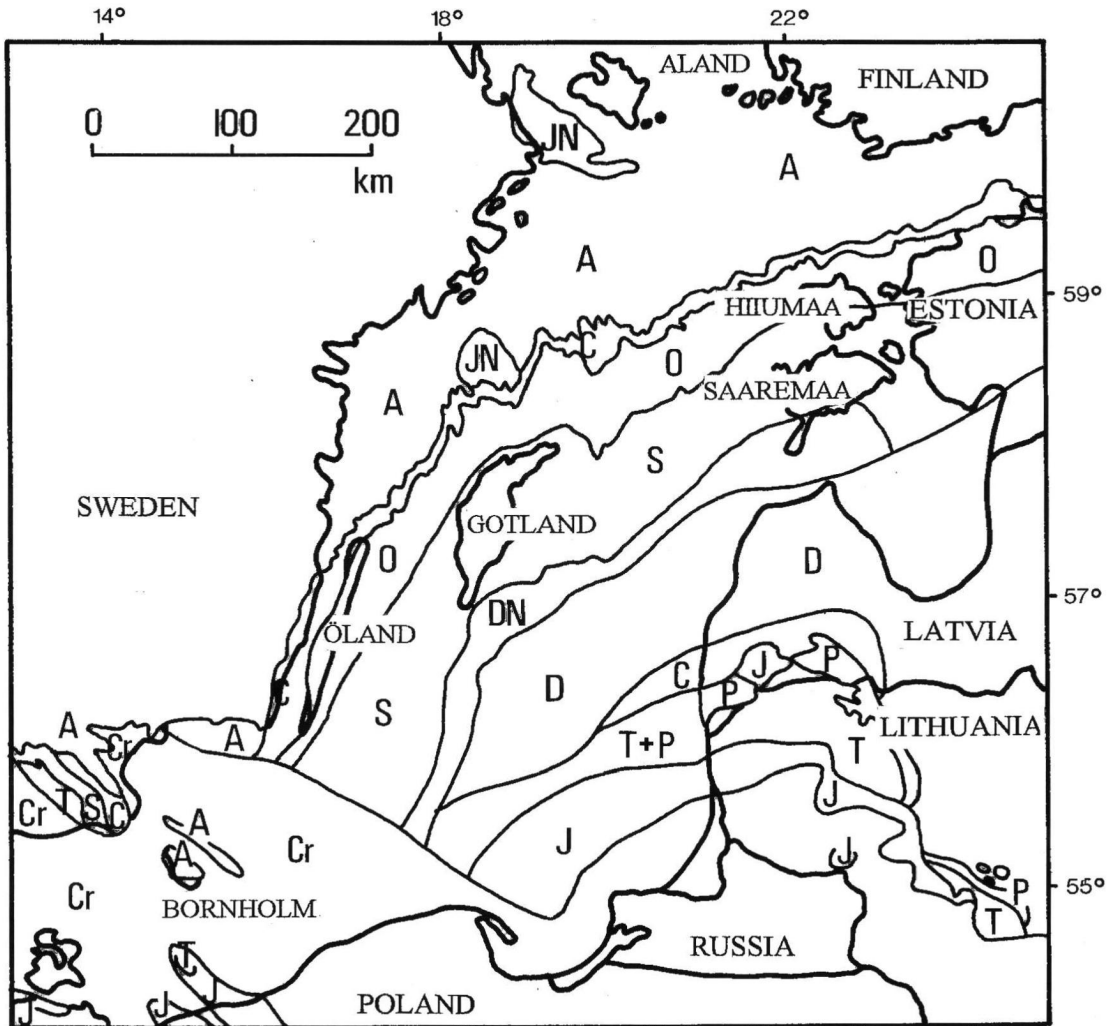 14° 18° 22°
ALAND
FINLAND
0 100 200
km
JN
A
A
O
59°
HIIUMAA
ESTONIA
C
JN
O
A
SAAREMAA
S
SWEDEN
GOTLAND
O
D
57°
DN
ÖLAND
LATVIA
C
J
P
C
D
P
S
A
Cr
A
T+P
LITHUANIA
T
Cr
T
S
C
J
A
Cr
J
J
A
55°
Cr
P
BORNHOLM
T
RUSSIA
T
J
J
J
POLAND